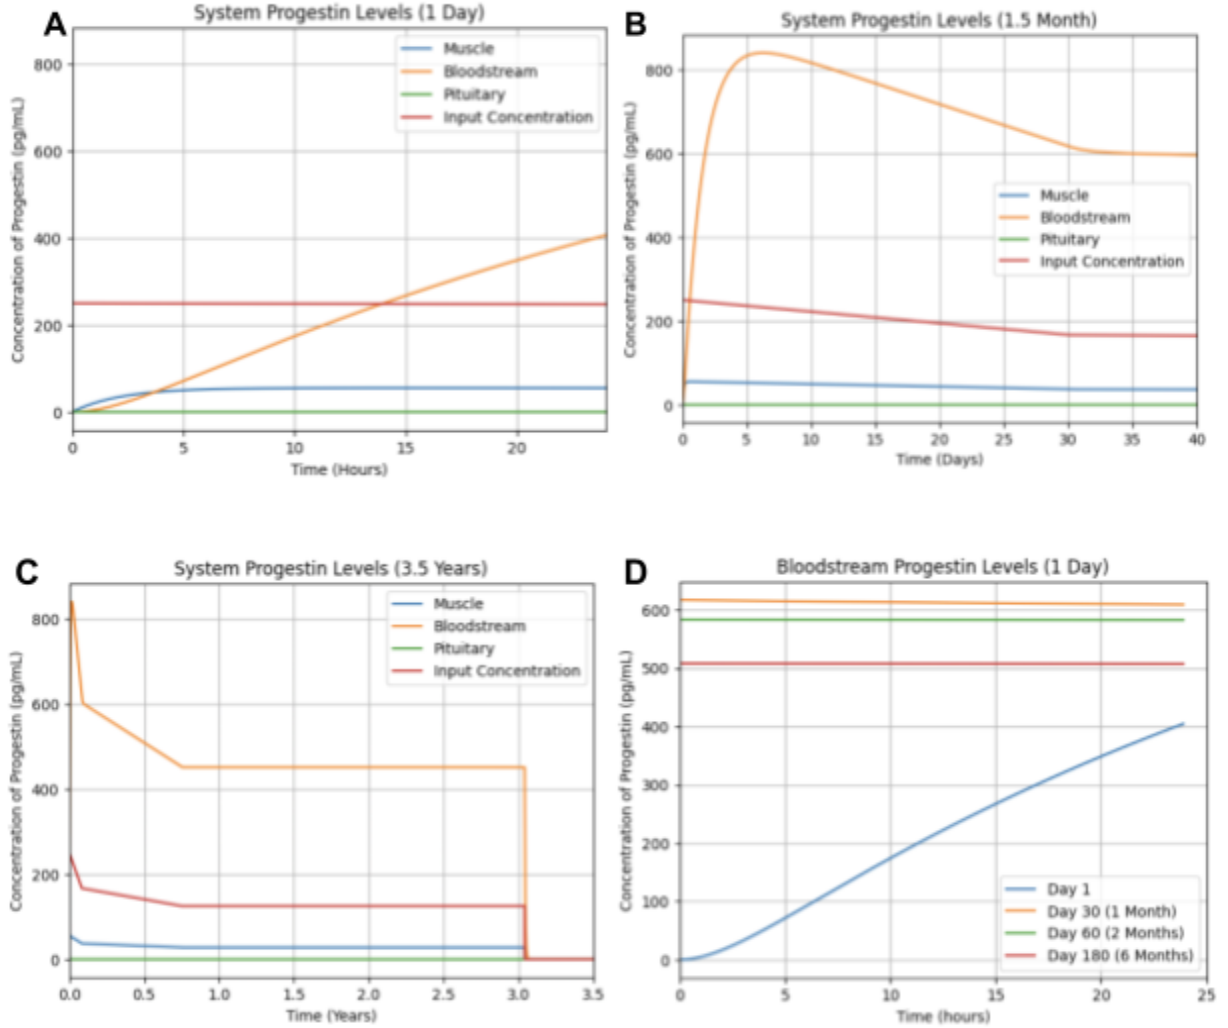 A
System Progestin Levels (1 Day)
Concentration of Progestin (pg/mL)
800
600
400
200
0
Muscle
Bloodstream
Pituitary
Input Concentration
0
5
10
15
20
Time (Hours)
B
System Progestin Levels (1.5 Month)
Concentration of Progestin (pg/mL)
800
600
400
200
0
Muscle
Bloodstream
Pituitary
Input Concentration
0
5
10
15
20
25
30
35
40
Time (Days)
C
System Progestin Levels (3.5 Years)
Concentration of Progestin (pg/mL)
800
600
400
200
0
Muscle
Bloodstream
Pituitary
Input Concentration
0.0
0.5
1.0
1.5
2.0
2.5
3.0
3.5
Time (Years)
D
Bloodstream Progestin Levels (1 Day)
Concentration of Progestin (pg/mL)
600
500
400
300
200
100
0
Day 1
Day 30 (1 Month)
Day 60 (2 Months)
Day 180 (6 Months)
0
5
10
15
20
25
Time (hours)